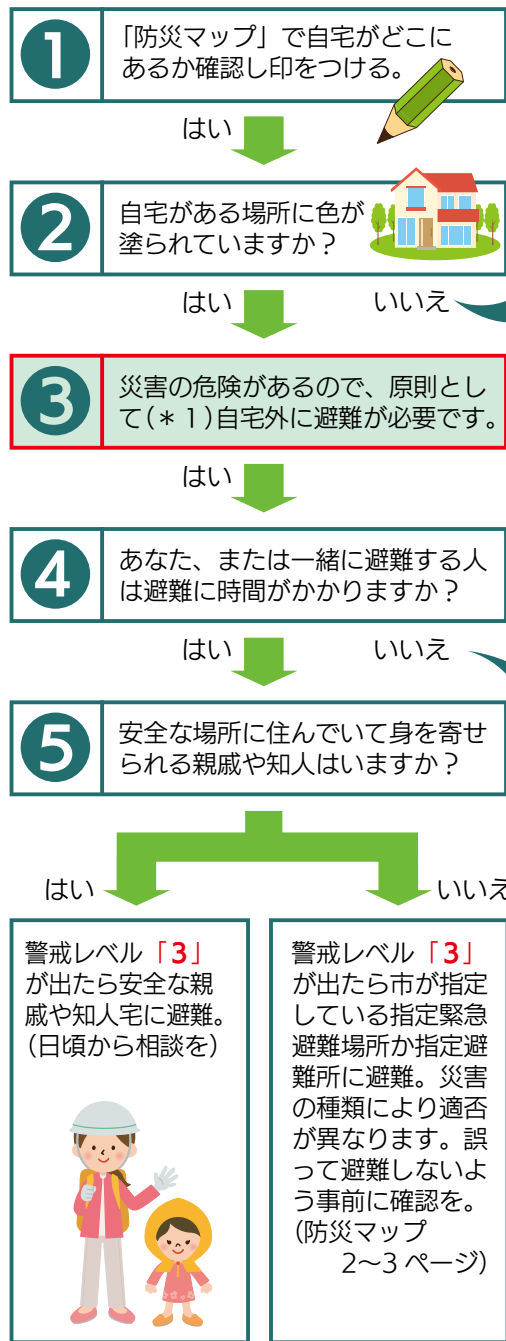 1
「防災マップ」で自宅がどこに
あるか確認し印をつける。
はい
2
自宅がある場所に色が
塗られていますか？
はい
いいえ
3
災害の危険があるので、原則とし
て(＊1)自宅外に避難が必要です。
はい
4
あなた、または一緒に避難する人
は避難に時間がかかりますか？
はい
いいえ
5
安全な場所に住んでいて身を寄せ
られる親戚や知人はいますか？
はい
いいえ
警戒レベル「3」
が出たら安全な親
戚や知人宅に避難。
(日頃から相談を)
警戒レベル「3」
が出たら市が指定
している指定緊急
避難場所か指定避
難所に避難。災害
の種類により適否
が異なります。誤
って避難しないよ
う事前に確認を。
(防災マップ
2〜3 ページ)